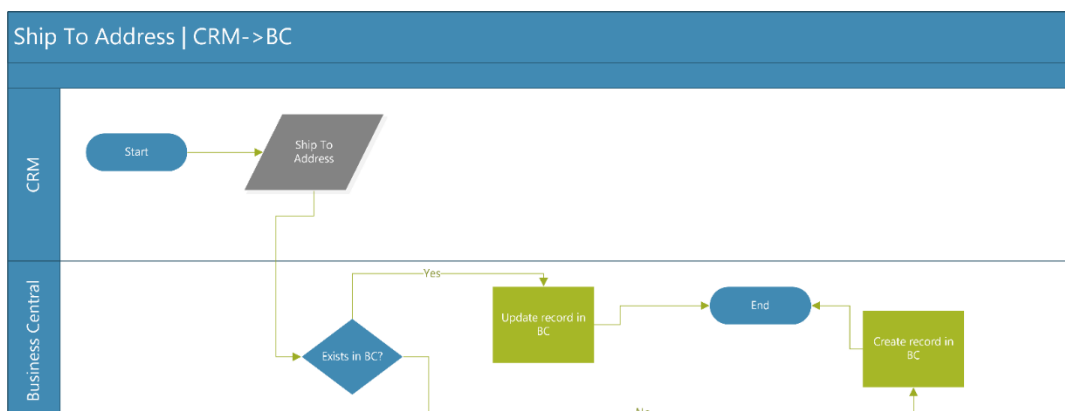 Ship To Address | CRM->BC
CRM
Start
Ship To
Address
Business Central
Yes
Exists in BC?
Update record in
BC
End
Create record in
BC
No